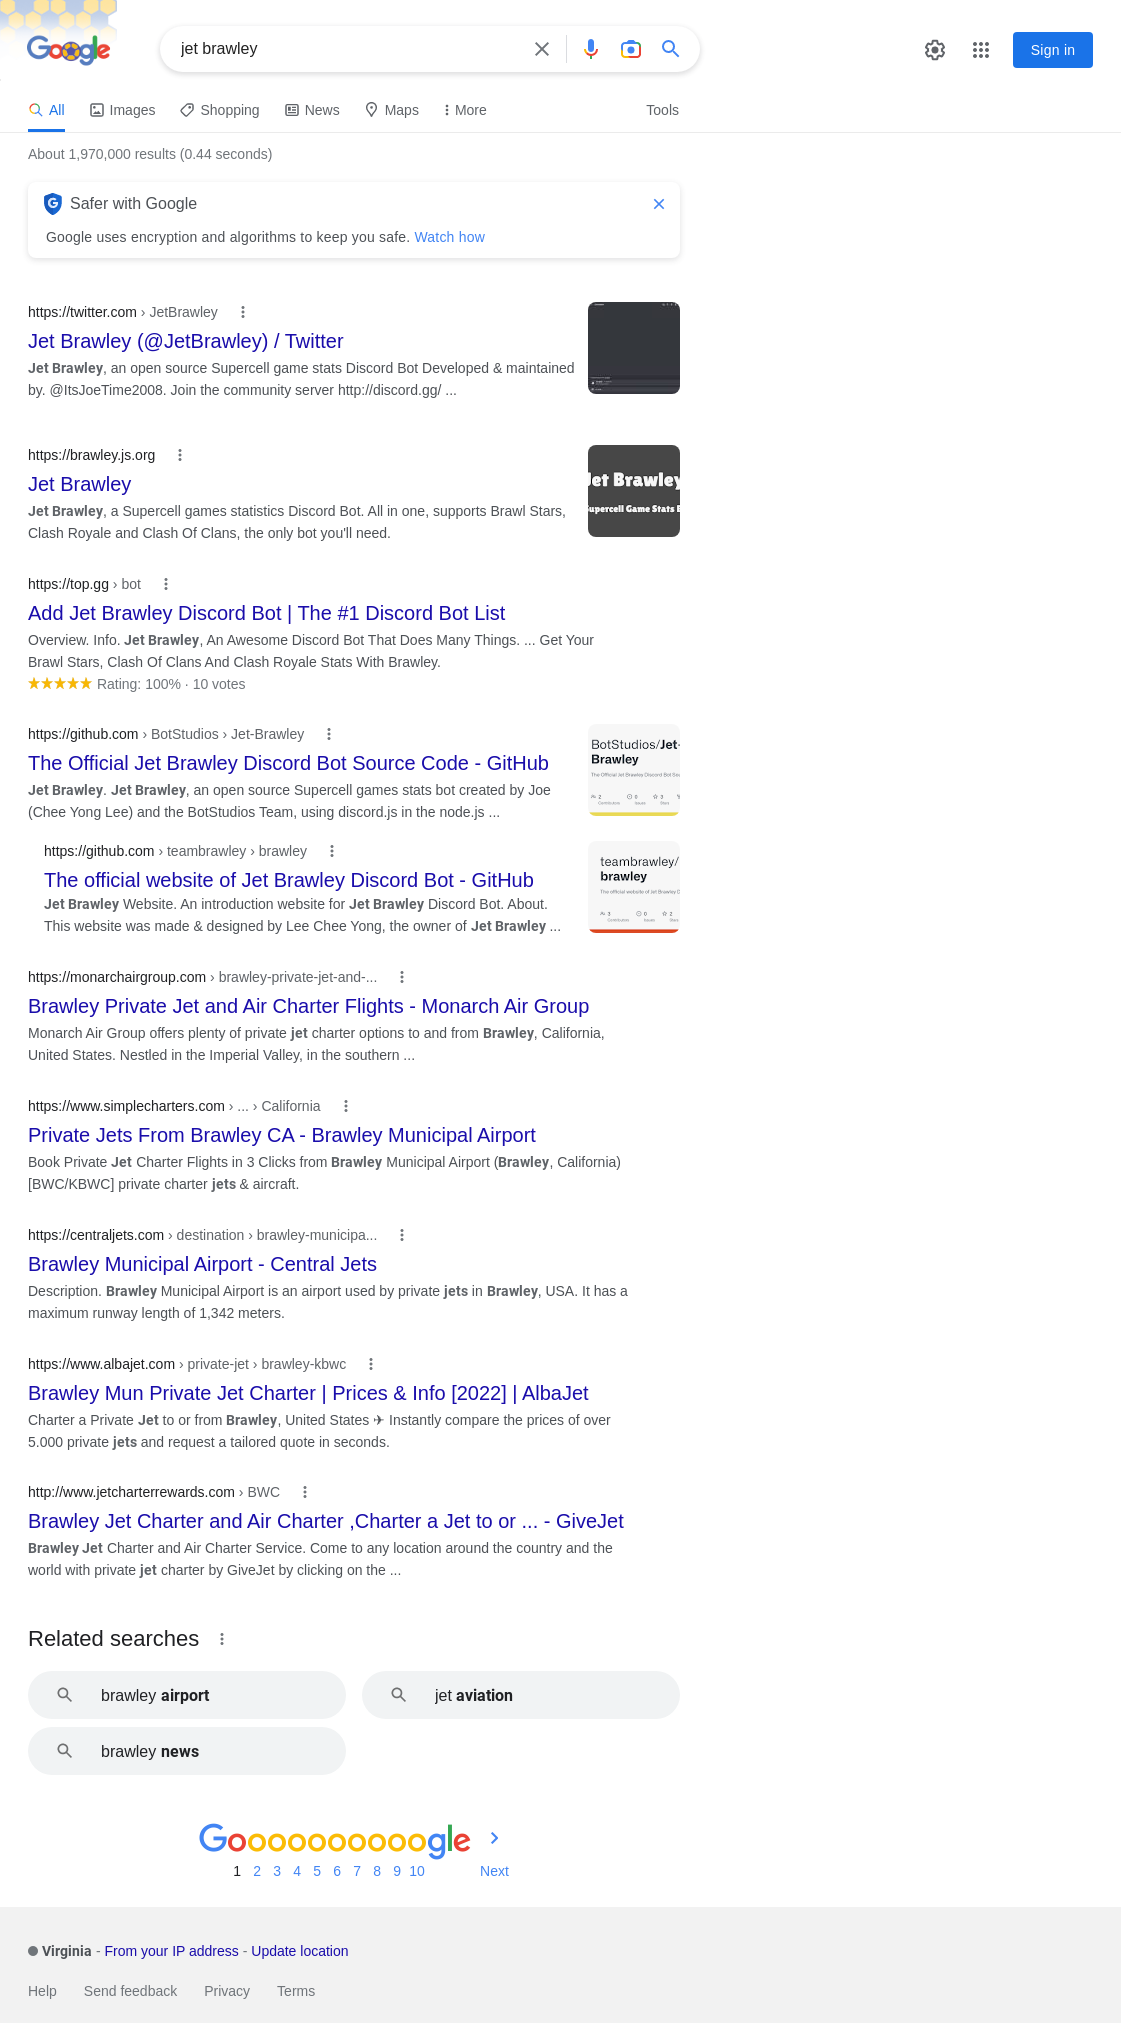 Google
jet brawley
Sign in
All Images Shopping News Maps More Tools
About 1,970,000 results (0.44 seconds)
Safer with Google
Google uses encryption and algorithms to keep you safe. Watch how
https://twitter.com › JetBrawley
Jet Brawley (@JetBrawley) / Twitter
Jet Brawley, an open source Supercell game stats Discord Bot Developed & maintained
by. @ItsJoeTime2008. Join the community server http://discord.gg/ ...
https://brawley.js.org
Jet Brawley
Jet Brawley, a Supercell games statistics Discord Bot. All in one, supports Brawl Stars,
Clash Royale and Clash Of Clans, the only bot you'll need.
Jet Brawley
Supercell Game Stats
https://top.gg › bot
Add Jet Brawley Discord Bot | The #1 Discord Bot List
Overview. Info. Jet Brawley, An Awesome Discord Bot That Does Many Things. ... Get Your
Brawl Stars, Clash Of Clans And Clash Royale Stats With Brawley.
Rating: 100% · 10 votes
https://github.com › BotStudios › Jet-Brawley
The Official Jet Brawley Discord Bot Source Code - GitHub
Jet Brawley. Jet Brawley, an open source Supercell games stats bot created by Joe
(Chee Yong Lee) and the BotStudios Team, using discord.js in the node.js ...
BotStudios/Jet-
Brawley
The Official Jet Brawley Discord Bot
2 0 3
Contributors Issues Stars
https://github.com › teambrawley › brawley
The official website of Jet Brawley Discord Bot - GitHub
Jet Brawley Website. An introduction website for Jet Brawley Discord Bot. About.
This website was made & designed by Lee Chee Yong, the owner of Jet Brawley ...
teambrawley/
brawley
The official website of Jet Brawley
3 0 2
Contributors Issues Stars
https://monarchairgroup.com › brawley-private-jet-and-...
Brawley Private Jet and Air Charter Flights - Monarch Air Group
Monarch Air Group offers plenty of private jet charter options to and from Brawley, California,
United States. Nestled in the Imperial Valley, in the southern ...
https://www.simplecharters.com › ... › California
Private Jets From Brawley CA - Brawley Municipal Airport
Book Private Jet Charter Flights in 3 Clicks from Brawley Municipal Airport (Brawley, California)
[BWC/KBWC] private charter jets & aircraft.
https://centraljets.com › destination › brawley-municipa...
Brawley Municipal Airport - Central Jets
Description. Brawley Municipal Airport is an airport used by private jets in Brawley, USA. It has a
maximum runway length of 1,342 meters.
https://www.albajet.com › private-jet › brawley-kbwc
Brawley Mun Private Jet Charter | Prices & Info [2022] | AlbaJet
Charter a Private Jet to or from Brawley, United States ✈ Instantly compare the prices of over
5.000 private jets and request a tailored quote in seconds.
http://www.jetcharterrewards.com › BWC
Brawley Jet Charter and Air Charter ,Charter a Jet to or ... - GiveJet
Brawley Jet Charter and Air Charter Service. Come to any location around the country and the
world with private jet charter by GiveJet by clicking on the ...
Related searches
brawley airport
jet aviation
brawley news
Goooooooooogle
1 2 3 4 5 6 7 8 9 10 Next
Virginia - From your IP address - Update location
Help Send feedback Privacy Terms